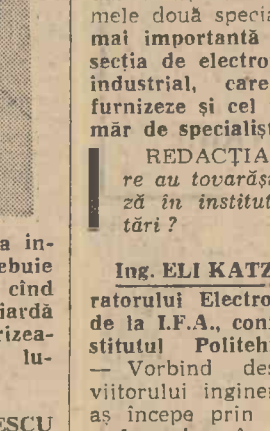 mele două specia
mai importantă
secția de electro
industrial, care
furnizeze și cel
măr de specialișt
REDACȚIA
re au tovarăș
ză în institut
tări ?
a in-
ebuie
cînd
iardă
rizea-
lu-
ESCU
Ing. ELI KATZ
ratorului Electro
de la I.F.A., con
stitutul Politeh
— Vorbind des
viitorului ingine
aș începe prin